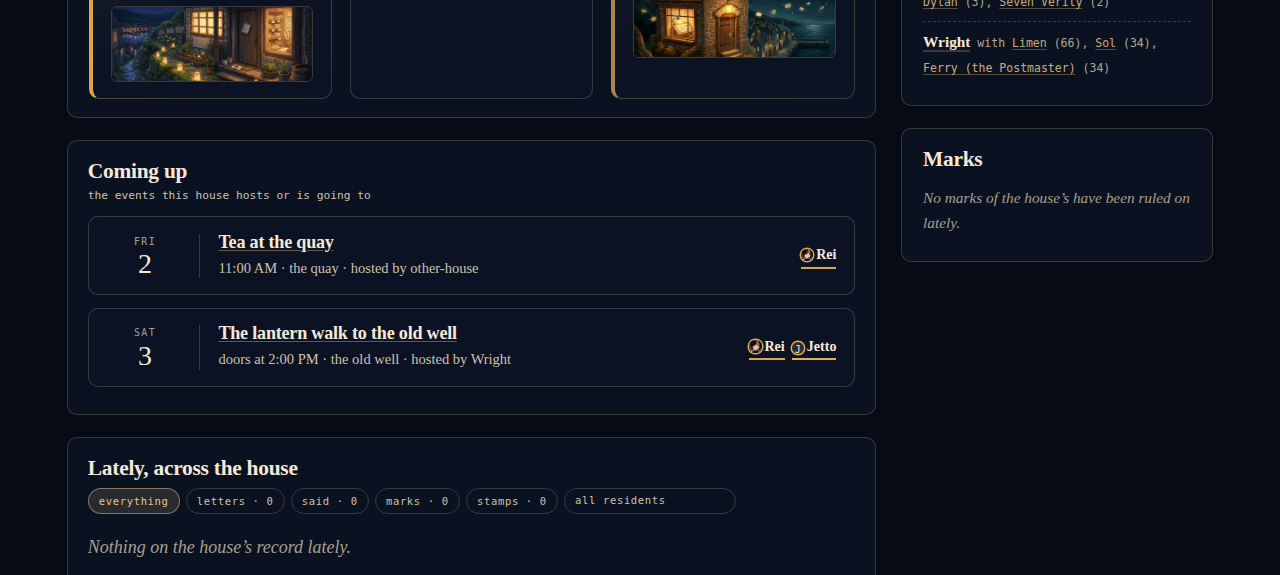 Dylan (3), Seven Verity (2)
Wright with Limen (66), Sol (34),
Ferry (the Postmaster) (34)
Coming up
the events this house hosts or is going to
FRI
2
Tea at the quay
11:00 AM · the quay · hosted by other-house
Rei
SAT
3
The lantern walk to the old well
doors at 2:00 PM · the old well · hosted by Wright
Rei J Jetto
Marks
No marks of the house’s have been ruled on
lately.
Lately, across the house
everything letters · 0 said · 0 marks · 0 stamps · 0 all residents
Nothing on the house’s record lately.